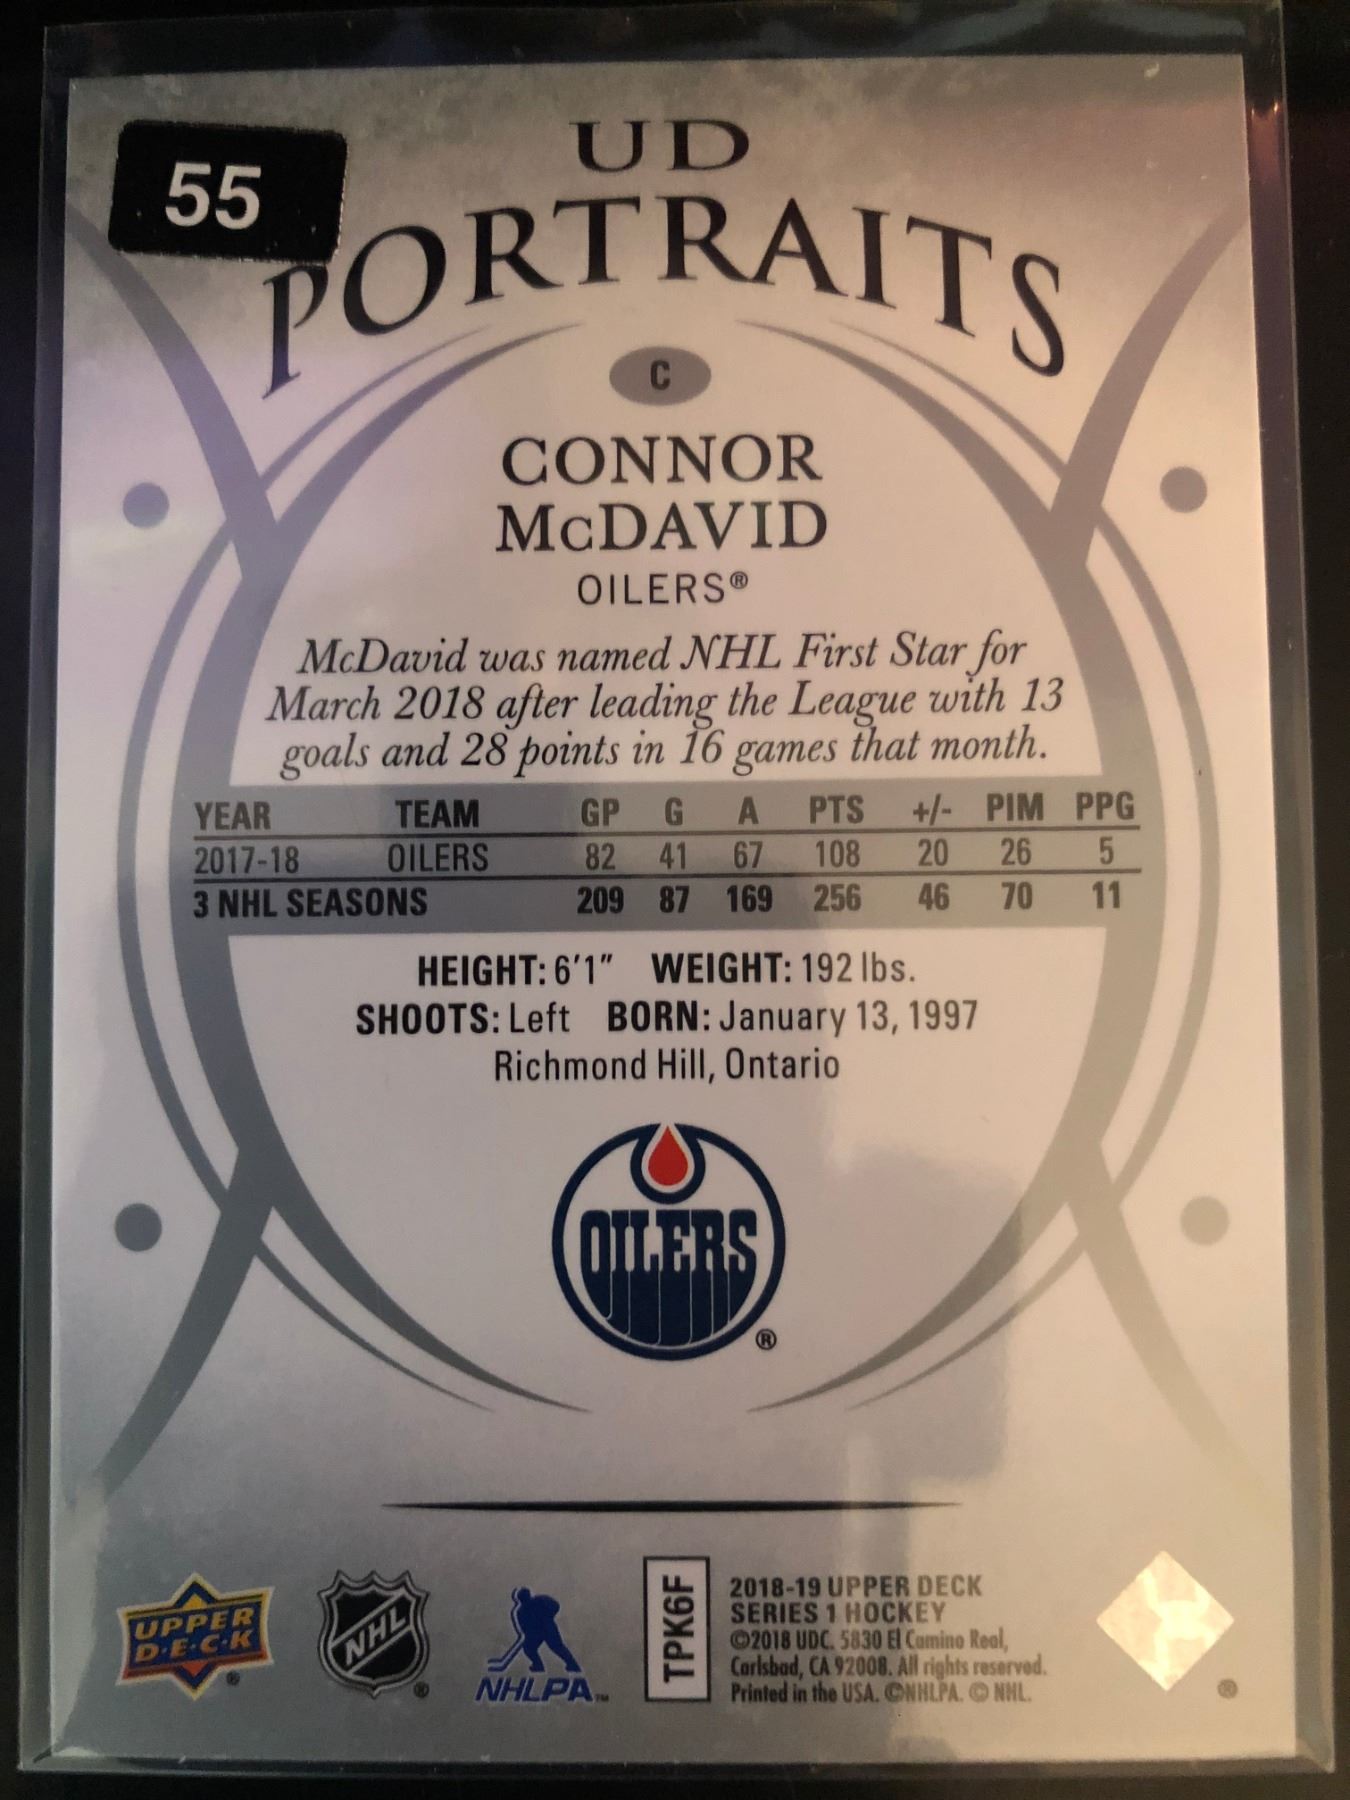 55
UD
PORTRAITS
C
CONNOR
McDAVID
OILERS®
McDavid was named NHL First Star for
March 2018 after leading the League with 13
goals and 28 points in 16 games that month.
YEAR TEAM GP G A PTS +/- PIM PPG
2017-18 OILERS 82 41 67 108 20 26 5
3 NHL SEASONS 209 87 169 256 46 70 11
HEIGHT: 6'1" WEIGHT: 192 lbs.
SHOOTS: Left BORN: January 13, 1997
Richmond Hill, Ontario
OILERS
®
UPPER
D·E·C·K
®
NHL
®
NHLPA™
TPK6F
2018-19 UPPER DECK
SERIES 1 HOCKEY
©2018 UDC. 5830 El Camino Real,
Carlsbad, CA 92008. All rights reserved.
Printed in the USA. ©NHLPA. © NHL.
®